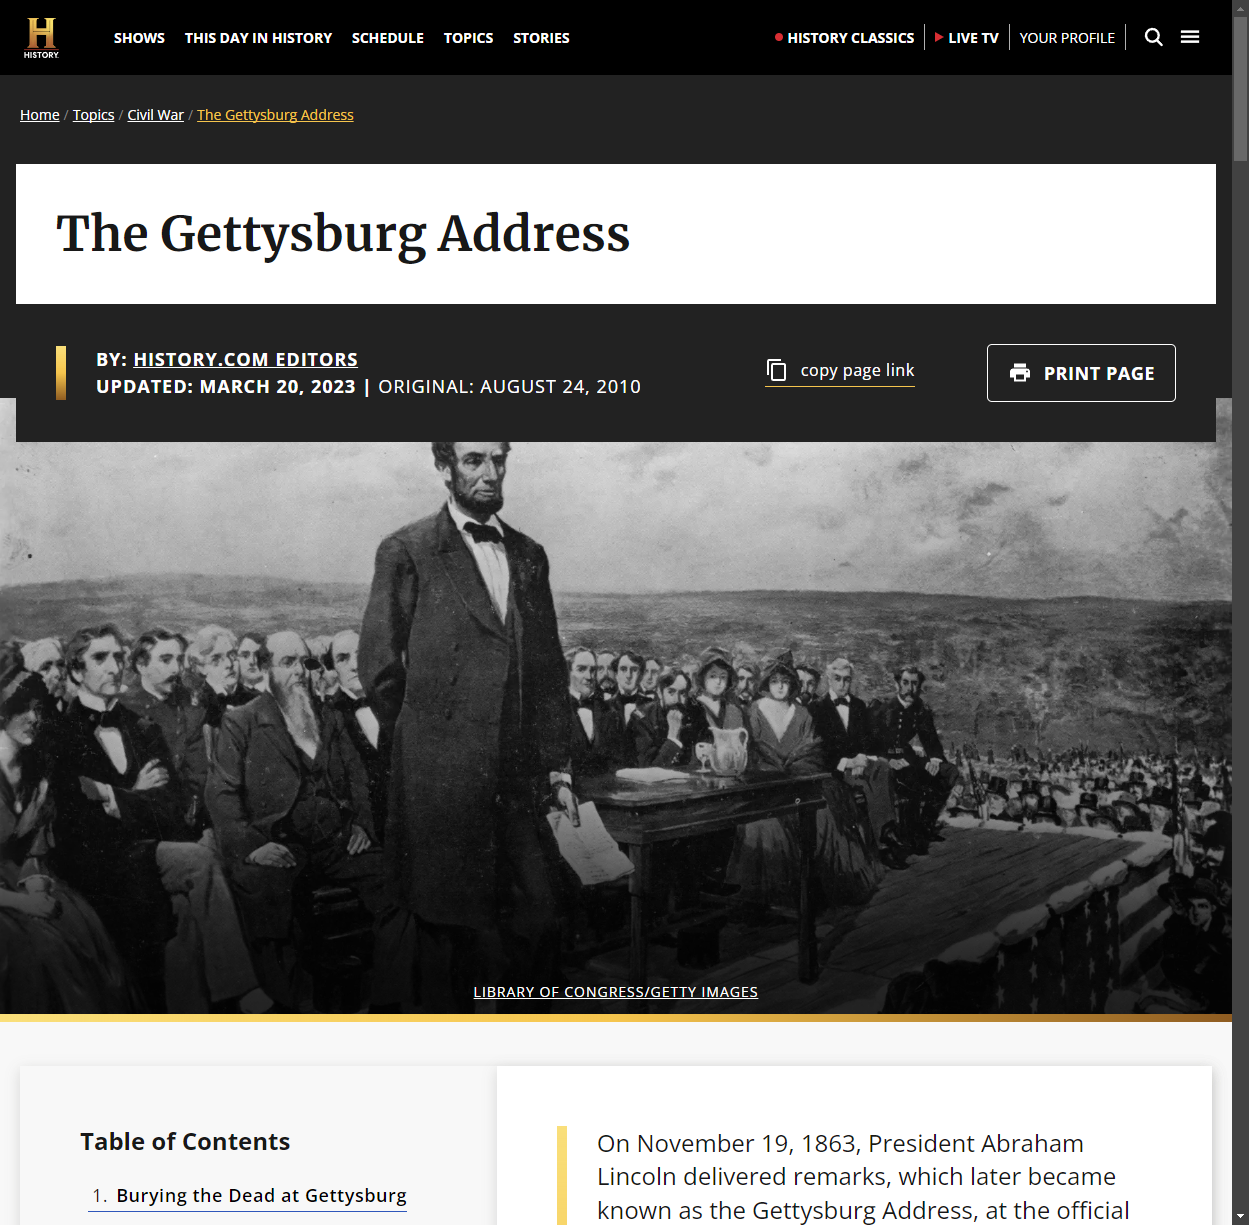 HISTORY
SHOWS THIS DAY IN HISTORY SCHEDULE TOPICS STORIES HISTORY CLASSICS LIVE TV YOUR PROFILE
Home / Topics / Civil War / The Gettysburg Address
The Gettysburg Address
BY: HISTORY.COM EDITORS
UPDATED: MARCH 20, 2023 | ORIGINAL: AUGUST 24, 2010
copy page link
PRINT PAGE
LIBRARY OF CONGRESS/GETTY IMAGES
Table of Contents
1. Burying the Dead at Gettysburg
On November 19, 1863, President Abraham
Lincoln delivered remarks, which later became
known as the Gettysburg Address, at the official